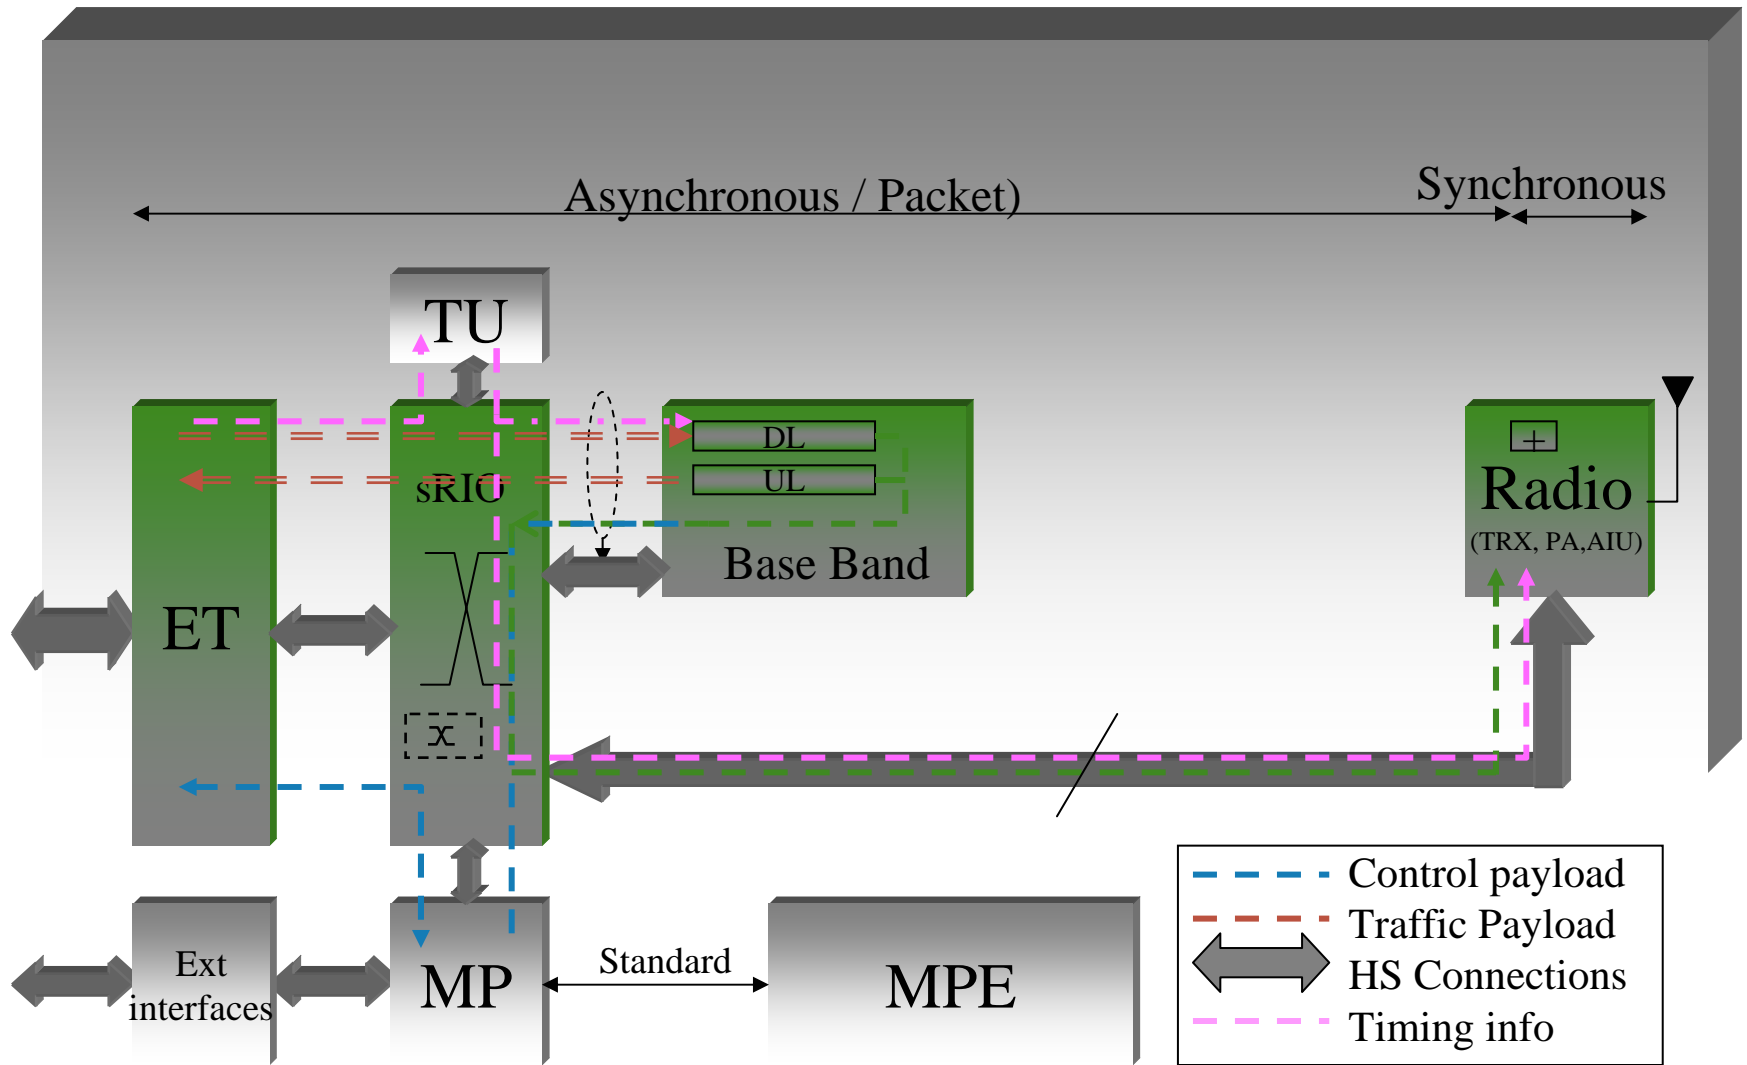 Asynchronous / Packet)
Synchronous
TU
DL
sRIO
UL
Radio
(TRX, PA,AIU)
Base Band
ET
Control payload
Traffic Payload
Standard
Ext
MP
MPE
HS Connections
interfaces
Timing info